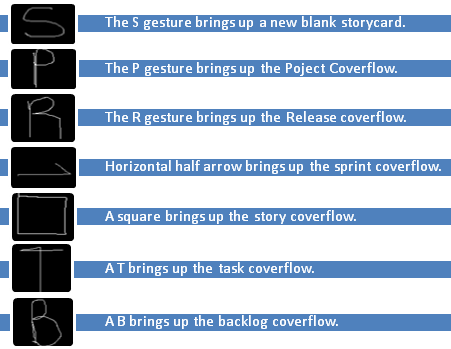 S The S gesture brings up a new blank storycard.
P The P gesture brings up the Poject Coverflow.
R The R gesture brings up the Release coverflow.
Horizontal half arrow brings up the sprint coverflow.
A square brings up the story coverflow.
T A T brings up the task coverflow.
B A B brings up the backlog coverflow.